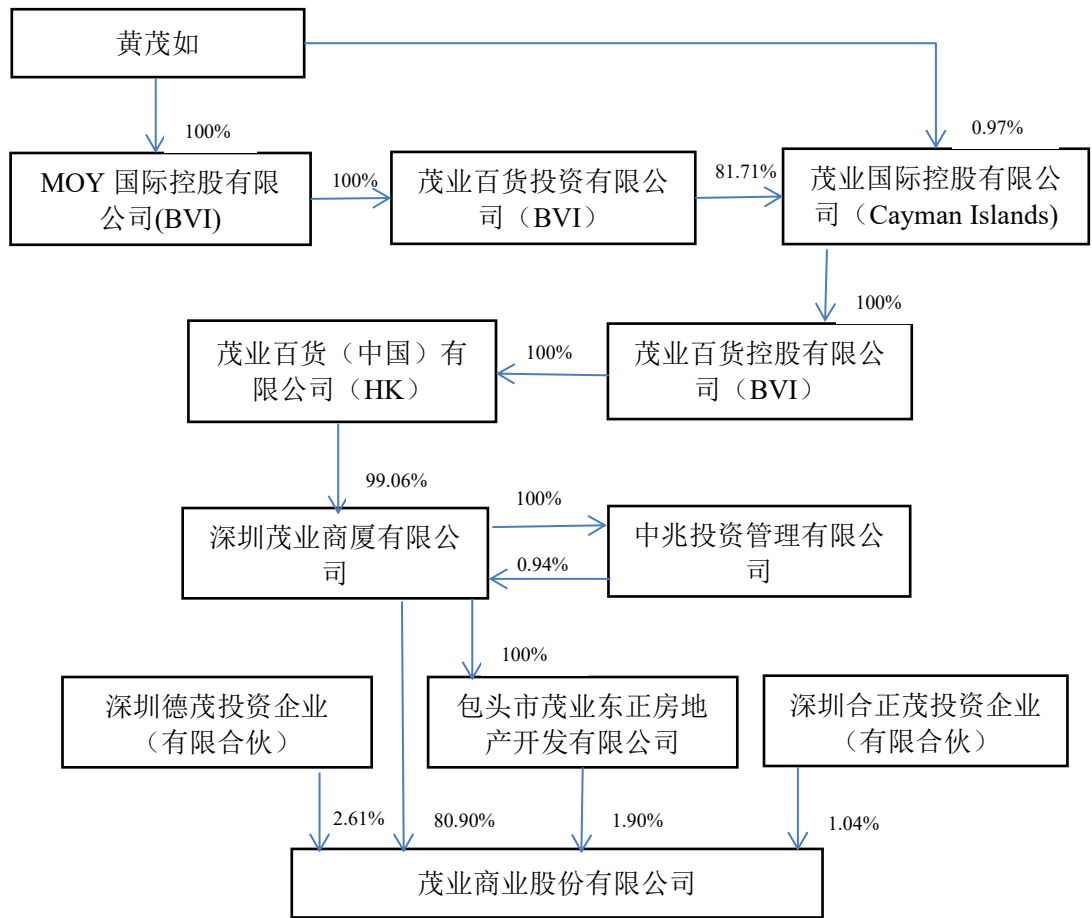 黄茂如
100%
0.97%
MOY 国际控股有限
公司(BVI)
100%
茂业百货投资有限公
司（BVI）
81.71%
茂业国际控股有限公
司（Cayman Islands)
100%
茂业百货（中国）有
限公司（HK）
100%
茂业百货控股有限公
司（BVI）
99.06%
深圳茂业商厦有限公
司
100%
0.94%
中兆投资管理有限公
司
100%
深圳德茂投资企业
（有限合伙）
包头市茂业东正房地
产开发有限公司
深圳合正茂投资企业
（有限合伙）
2.61%
80.90%
1.90%
1.04%
茂业商业股份有限公司